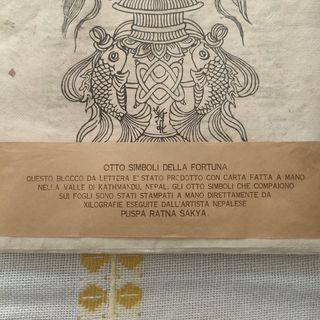 OTTO SIMBOLI DELLA FORTUNA
QUESTO BLOCCO DA LETTERA E' STATO PRODOTTO CON CARTA FATTA A MANO
NELLA VALLE DI KATHMANDU, NEPAL. GLI OTTO SIMBOLI CHE COMPAIONO
SUI FOGLI SONO STATI STAMPATI A MANO DIRETTAMENTE DA
XILOGRAFIE ESEGUITE DALL'ARTISTA NEPALESE
PUSPA RATNA SAKYA.